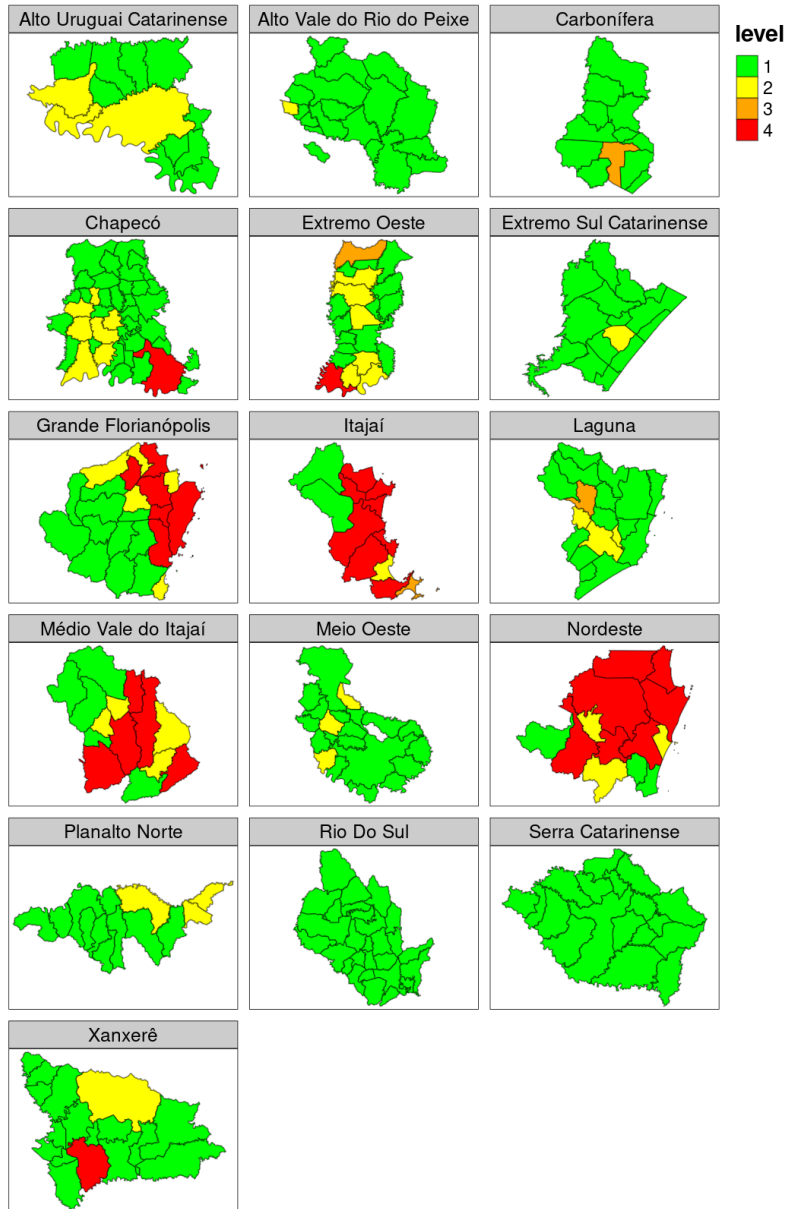 Alto Uruguai Catarinense
Alto Vale do Rio do Peixe
Carbonífera
level
1
2
3
4
Chapecó
Extremo Oeste
Extremo Sul Catarinense
Grande Florianópolis
Itajaí
Laguna
Médio Vale do Itajaí
Meio Oeste
Nordeste
Planalto Norte
Rio Do Sul
Serra Catarinense
Xanxerê